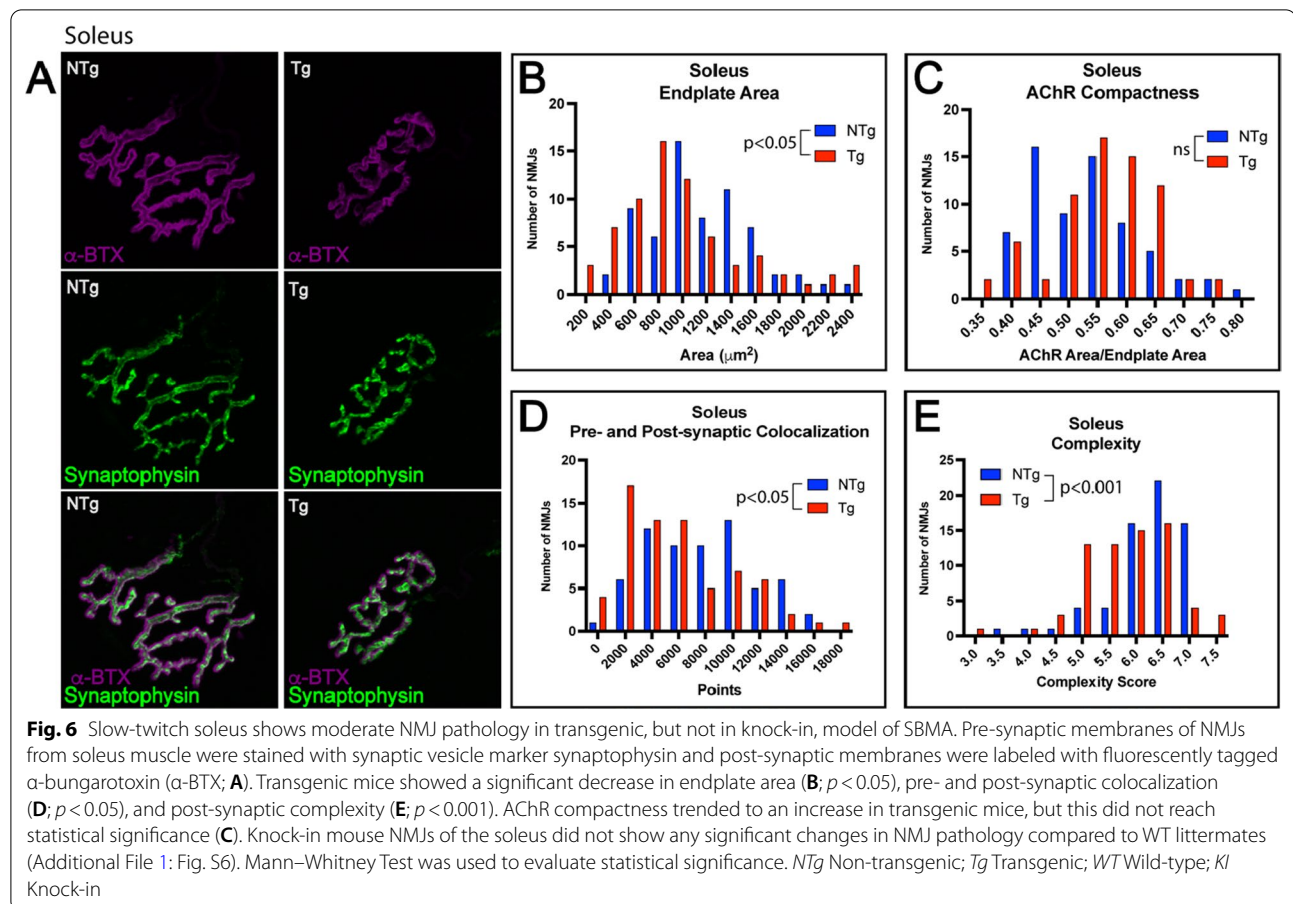 Soleus
A
NTg
α-BTX
Tg
α-BTX
NTg
Synaptophysin
Tg
Synaptophysin
NTg
α-BTX
Synaptophysin
Tg
α-BTX
Synaptophysin
B
Soleus
Endplate Area
Number of NMJs
20
15
10
5
0
p<0.05
NTg
Tg
200 400 600 800 1000 1200 1400 1600 1800 2000 2200 2400
Area (μm²)
C
Soleus
AChR Compactness
Number of NMJs
20
15
10
5
0
ns
NTg
Tg
0.35 0.40 0.45 0.50 0.55 0.60 0.65 0.70 0.75 0.80
AChR Area/Endplate Area
D
Soleus
Pre- and Post-synaptic Colocalization
Number of NMJs
20
15
10
5
0
p<0.05
NTg
Tg
0 2000 4000 6000 8000 10000 12000 14000 16000 18000
Points
E
Soleus
Complexity
Number of NMJs
25
20
15
10
5
0
NTg
Tg
p<0.001
3.0 3.5 4.0 4.5 5.0 5.5 6.0 6.5 7.0 7.5
Complexity Score
Fig. 6 Slow-twitch soleus shows moderate NMJ pathology in transgenic, but not in knock-in, model of SBMA. Pre-synaptic membranes of NMJs
from soleus muscle were stained with synaptic vesicle marker synaptophysin and post-synaptic membranes were labeled with fluorescently tagged
α-bungarotoxin (α-BTX; A). Transgenic mice showed a significant decrease in endplate area (B; p < 0.05), pre- and post-synaptic colocalization
(D; p < 0.05), and post-synaptic complexity (E; p < 0.001). AChR compactness trended to an increase in transgenic mice, but this did not reach
statistical significance (C). Knock-in mouse NMJs of the soleus did not show any significant changes in NMJ pathology compared to WT littermates
(Additional File 1: Fig. S6). Mann–Whitney Test was used to evaluate statistical significance. NTg Non-transgenic; Tg Transgenic; WT Wild-type; KI
Knock-in